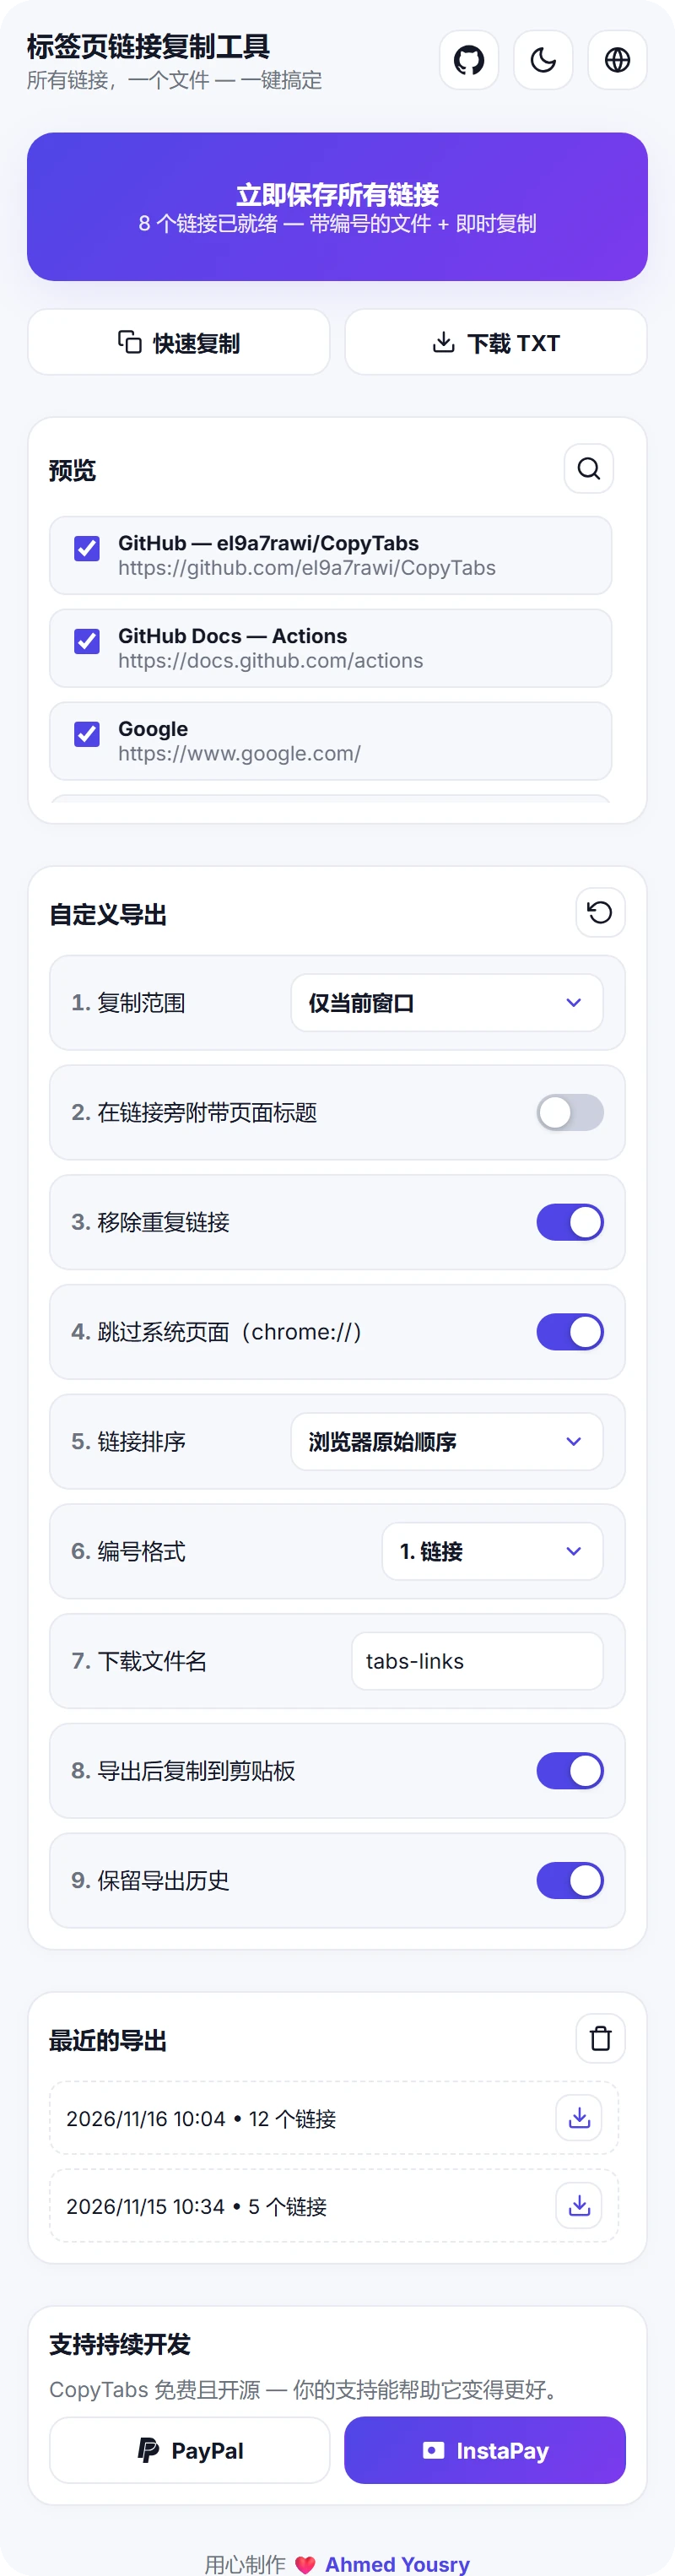 标签页链接复制工具
所有链接，一个文件 — 一键搞定
立即保存所有链接
8 个链接已就绪 — 带编号的文件 + 即时复制
快速复制
下载 TXT
预览
GitHub — el9a7rawi/CopyTabs
https://github.com/el9a7rawi/CopyTabs
GitHub Docs — Actions
https://docs.github.com/actions
Google
https://www.google.com/
自定义导出
1. 复制范围
仅当前窗口
2. 在链接旁附带页面标题
3. 移除重复链接
4. 跳过系统页面（chrome://）
5. 链接排序
浏览器原始顺序
6. 编号格式
1. 链接
7. 下载文件名
tabs-links
8. 导出后复制到剪贴板
9. 保留导出历史
最近的导出
2026/11/16 10:04 • 12 个链接
2026/11/15 10:34 • 5 个链接
支持持续开发
CopyTabs 免费且开源 — 你的支持能帮助它变得更好。
PayPal
InstaPay
用心制作 ❤️ Ahmed Yousry